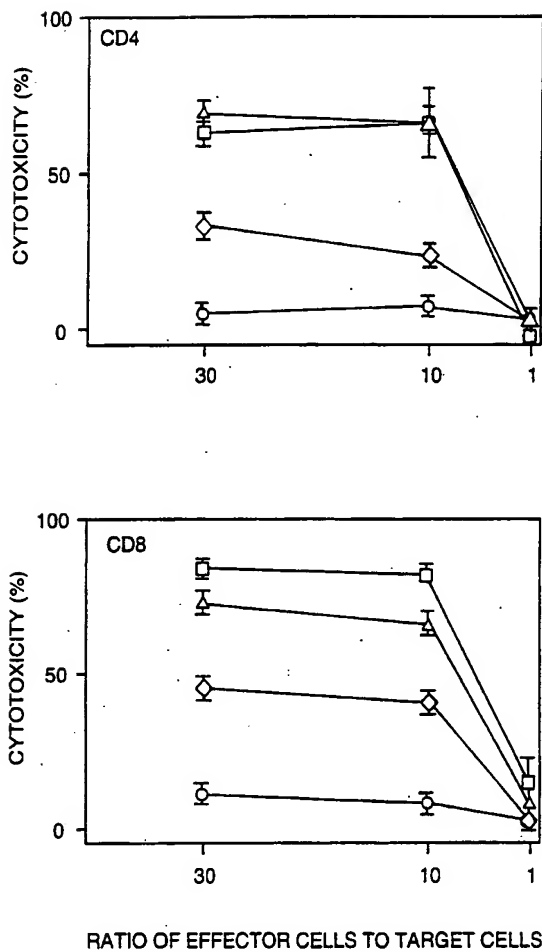 100
CD4
CYTOTOXICITY (%)
50
0
30 10 1
100
CD8
CYTOTOXICITY (%)
50
0
30 10 1
RATIO OF EFFECTOR CELLS TO TARGET CELLS